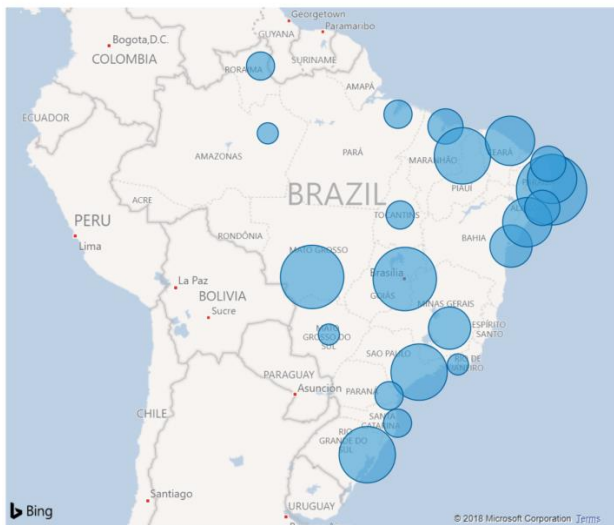 Georgetown
GUYANA
Paramaribo
Bogota,D.C.
COLOMBIA
SURINAME
RORAIMA
AMAPÁ
ECUADOR
AMAZONAS
PARÁ
MARANHÃO
CEARÁ
PIAUÍ
BRAZIL
ACRE
PERU
TOCANTINS
RONDÔNIA
Lima
BAHIA
MATO GROSSO
La Paz
BOLIVIA
Brasília
GOIÁS
Sucre
MINAS GERAIS
ESPÍRITO
SANTO
MATO
GROSSO DO
SUL
SAO PAULO
RIO DE
JANEIRO
PARAGUAY
Asuncion
PARANÁ
CHILE
SANTA
CATARINA
RIO
GRANDE DO
SUL
Santiago
URUGUAY
Bing
© 2018 Microsoft Corporation Terms